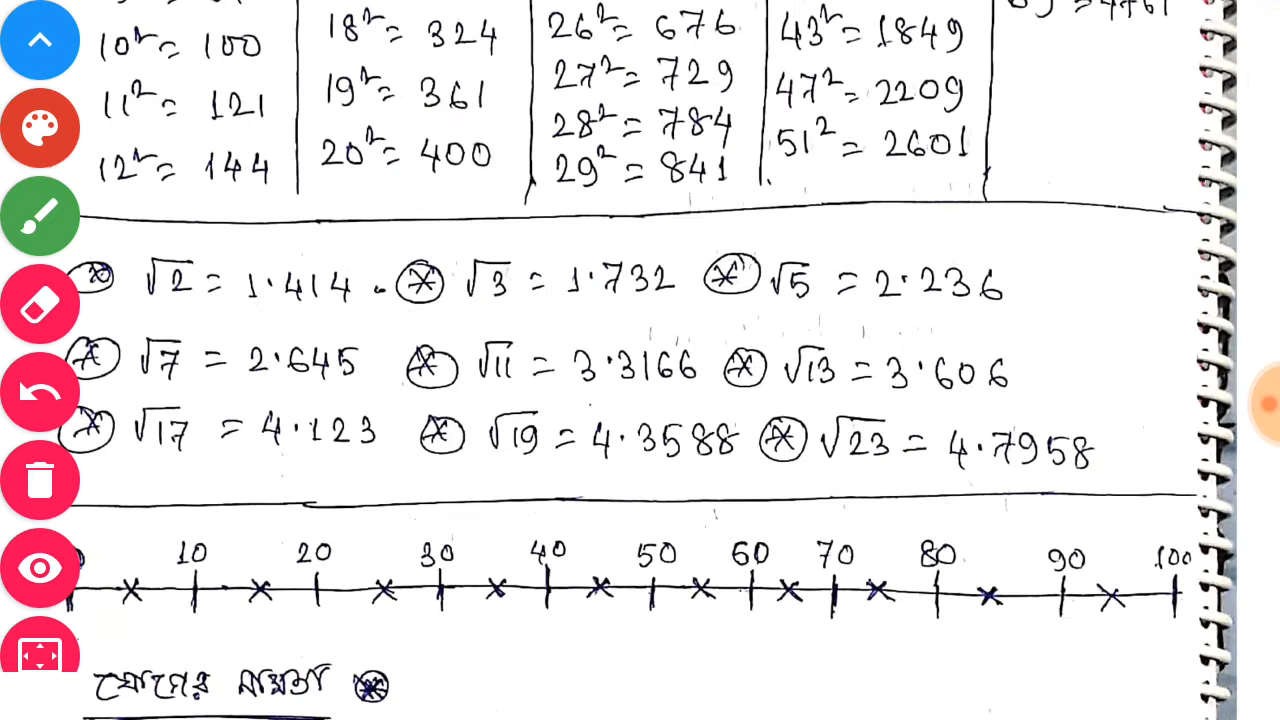 10² = 100 18² = 324 26² = 676 43² = 1849
11² = 121 19² = 361 27² = 729 47² = 2209
12² = 144 20² = 400 28² = 784 51² = 2601
29² = 841
√2 = 1.414 . √3 = 1.732 √5 = 2.236
√7 = 2.645 √11 = 3.3166 √13 = 3.606
√17 = 4.123 √19 = 4.3588 √23 = 4.7958
10 20 30 40 50 60 70 80 90 100
যোগের নামতা